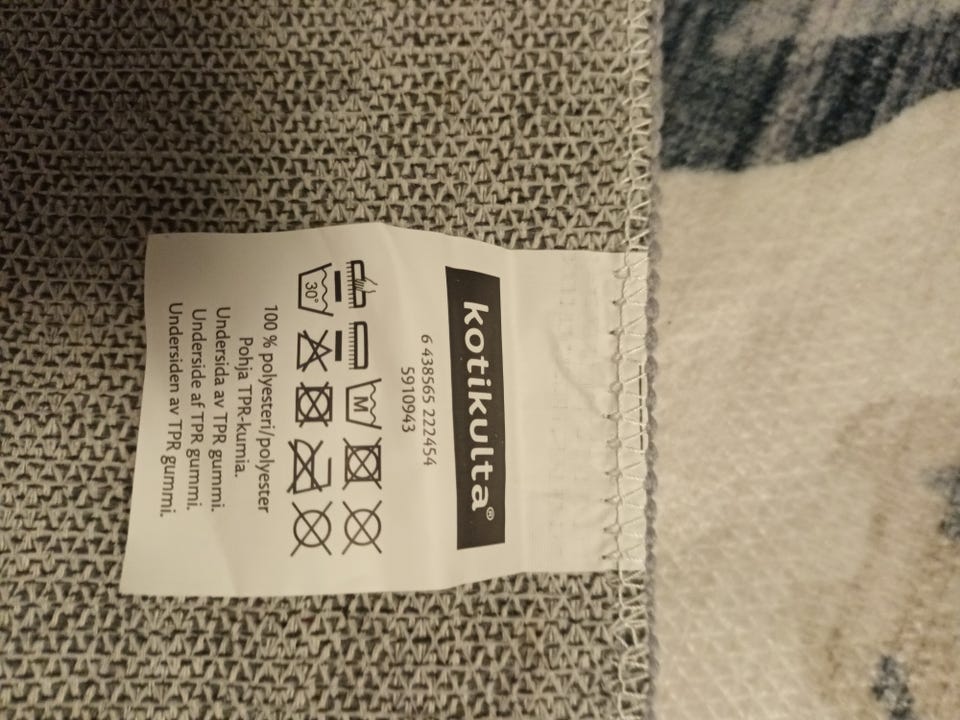 kotikulta®
6 438565 222454
5910943
M
30°
100 % polyesteri/polyester
Pohja TPR-kumia.
Undersida av TPR gummi.
Underside af TPR gummi.
Undersiden av TPR gummi.